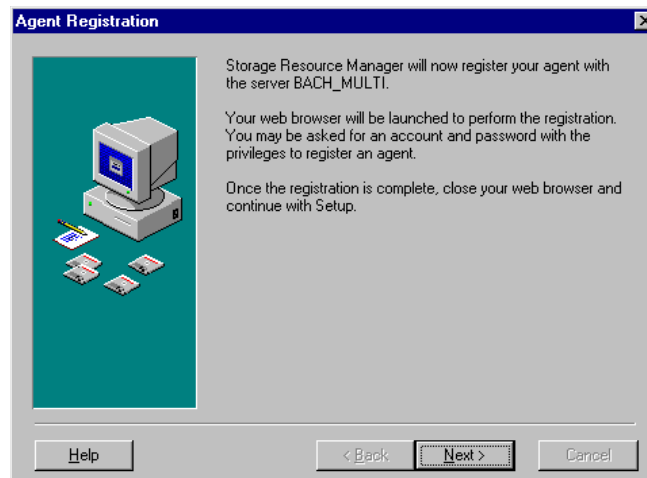 Agent Registration
Storage Resource Manager will now register your agent with
the server BACH_MULTI.
Your web browser will be launched to perform the registration.
You may be asked for an account and password with the
privileges to register an agent.
Once the registration is complete, close your web browser and
continue with Setup.
Help
< Back
Next >
Cancel